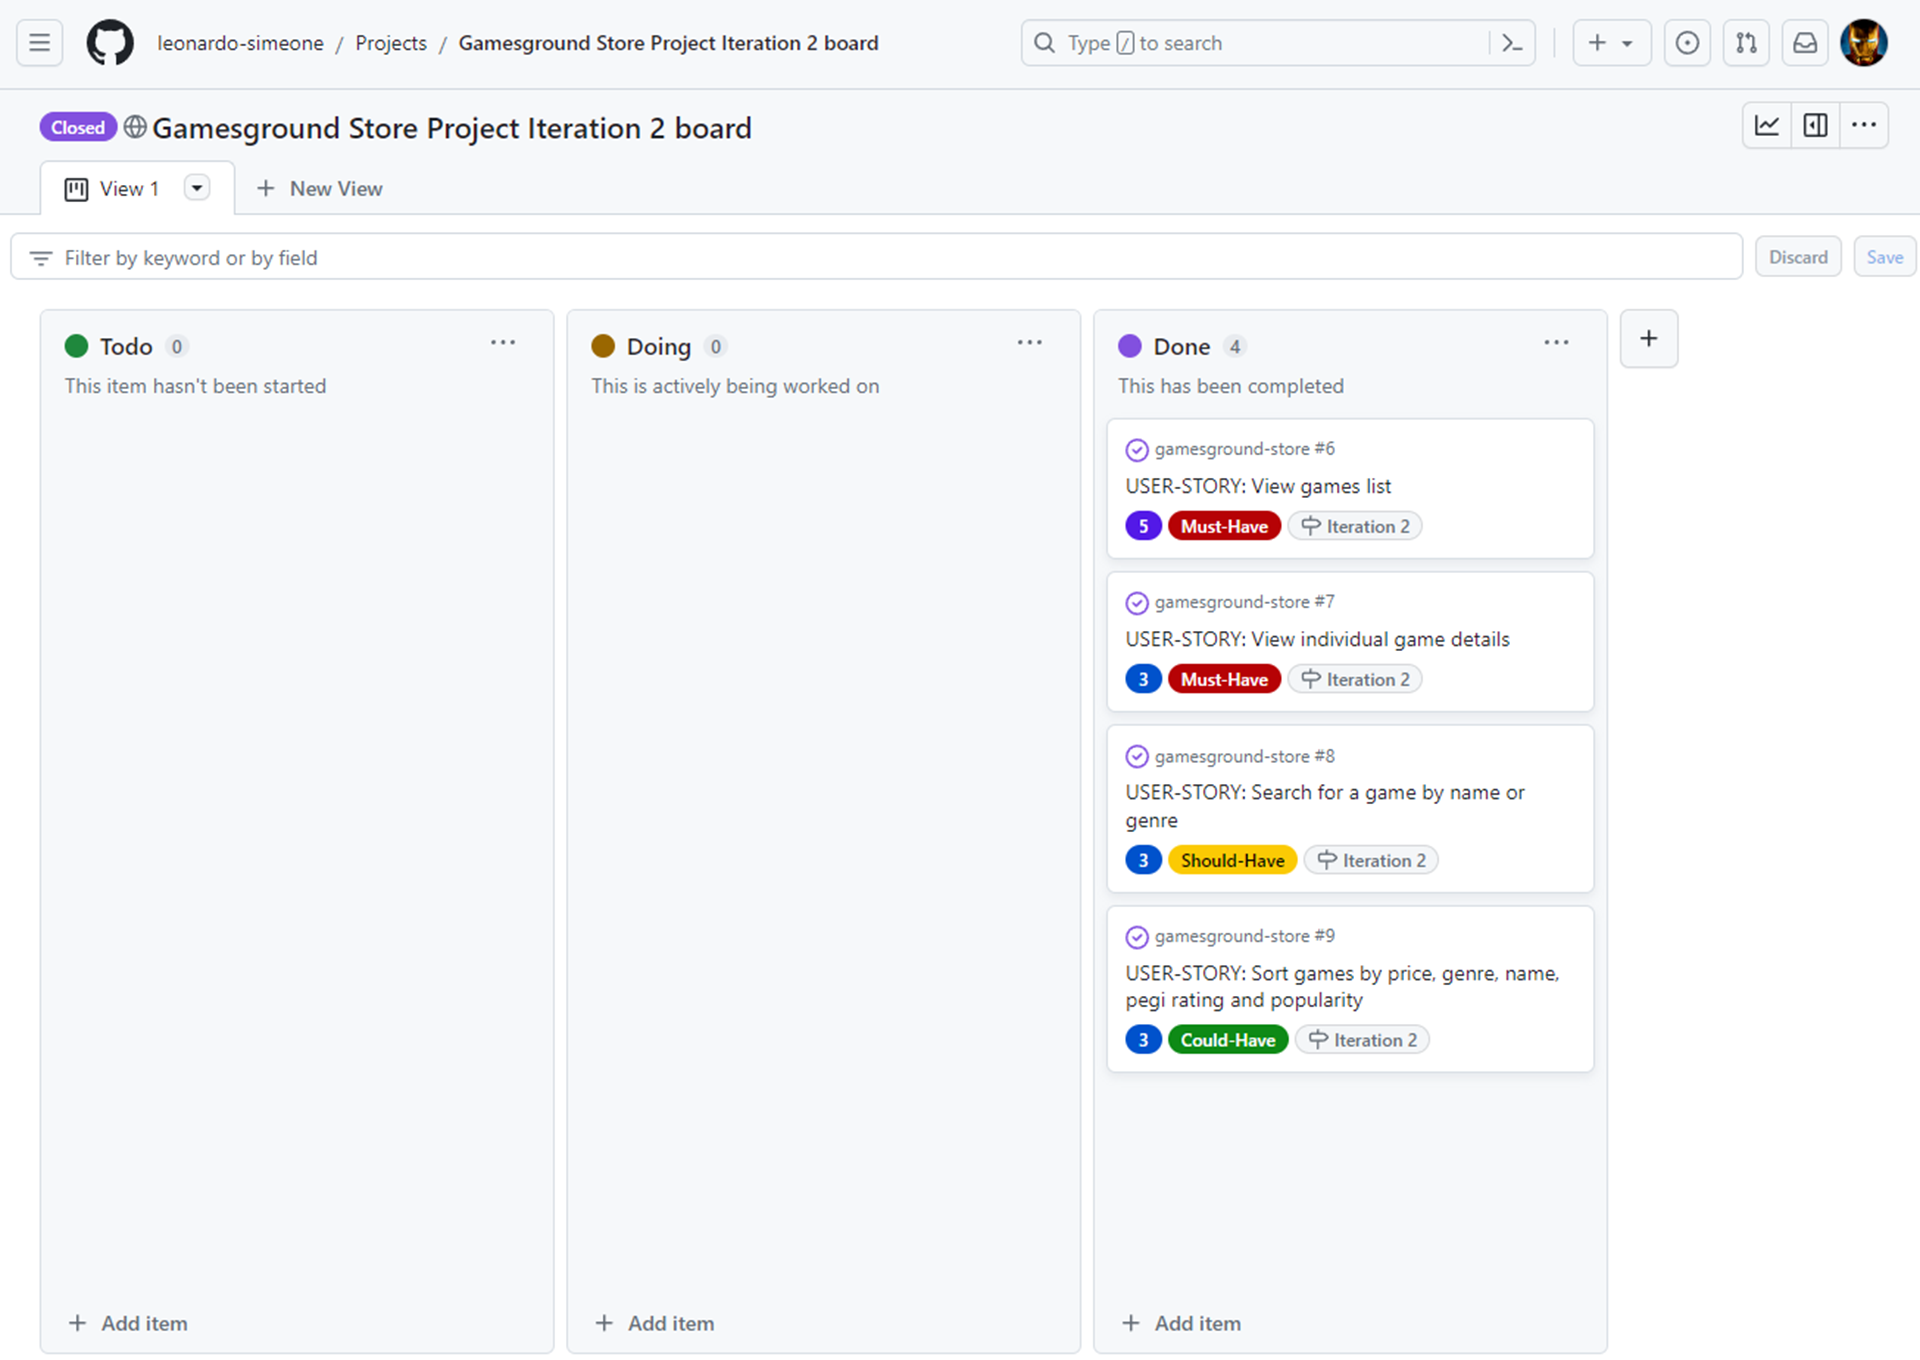 leonardo-simeone / Projects / Gamesground Store Project Iteration 2 board
Type / to search
Closed Gamesground Store Project Iteration 2 board
View 1
New View
Filter by keyword or by field
Discard
Save
Todo 0
This item hasn't been started
Add item
Doing 0
This is actively being worked on
Add item
Done 4
This has been completed
gamesground-store #6
USER-STORY: View games list
5 Must-Have Iteration 2
gamesground-store #7
USER-STORY: View individual game details
3 Must-Have Iteration 2
gamesground-store #8
USER-STORY: Search for a game by name or
genre
3 Should-Have Iteration 2
gamesground-store #9
USER-STORY: Sort games by price, genre, name,
pegi rating and popularity
3 Could-Have Iteration 2
Add item